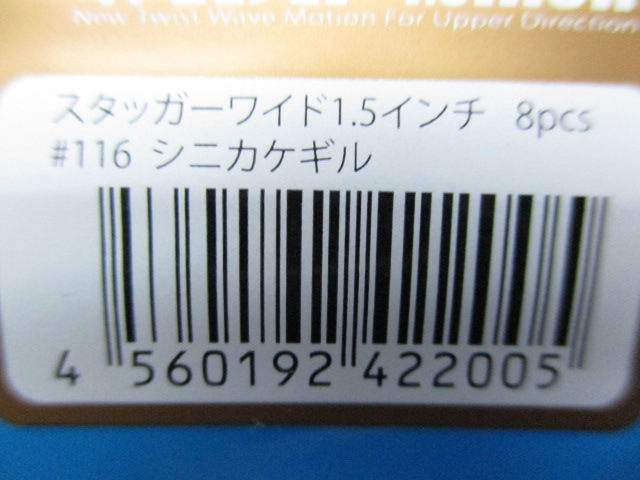 New Twist Wave Motion For Upper Direction
スタッガーワイド1.5インチ 8pcs
#116 シニカケギル
4 560192 422005